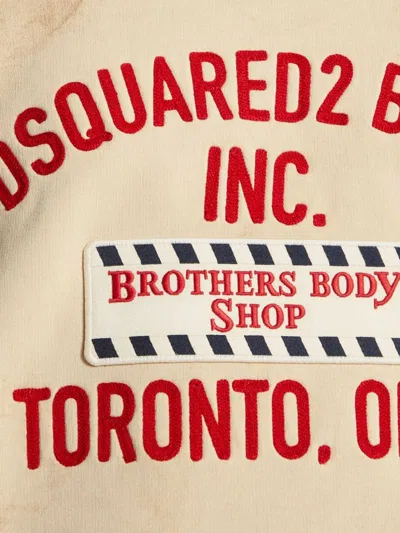 DSQUARED2 B
INC.
BROTHERS BODY
SHOP
TORONTO, O